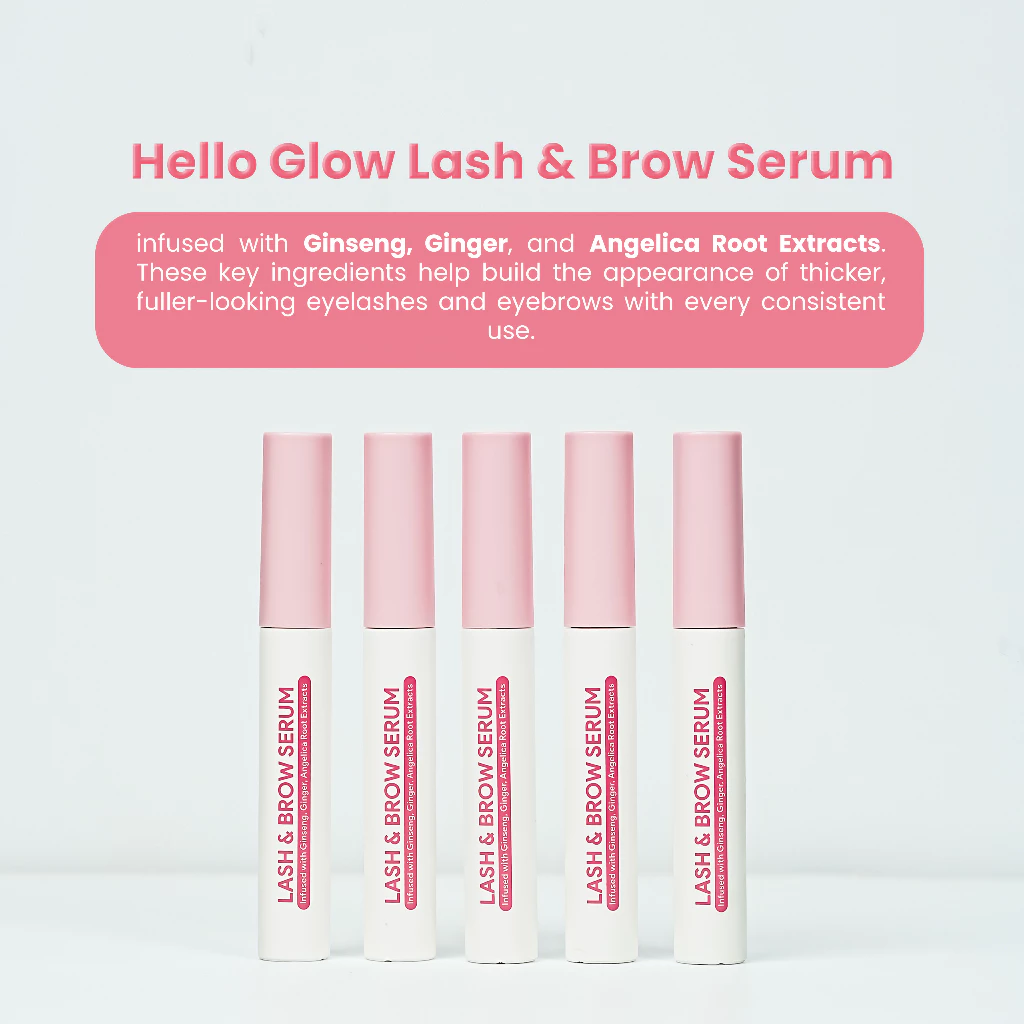 Hello Glow Lash & Brow Serum
infused with Ginseng, Ginger, and Angelica Root Extracts.
These key ingredients help build the appearance of thicker,
fuller-looking eyelashes and eyebrows with every consistent
use.
LASH & BROW SERUM
Infused with Ginseng, Ginger, Angelica Root Extracts
LASH & BROW SERUM
Infused with Ginseng, Ginger, Angelica Root Extracts
LASH & BROW SERUM
Infused with Ginseng, Ginger, Angelica Root Extracts
LASH & BROW SERUM
Infused with Ginseng, Ginger, Angelica Root Extracts
LASH & BROW SERUM
Infused with Ginseng, Ginger, Angelica Root Extracts